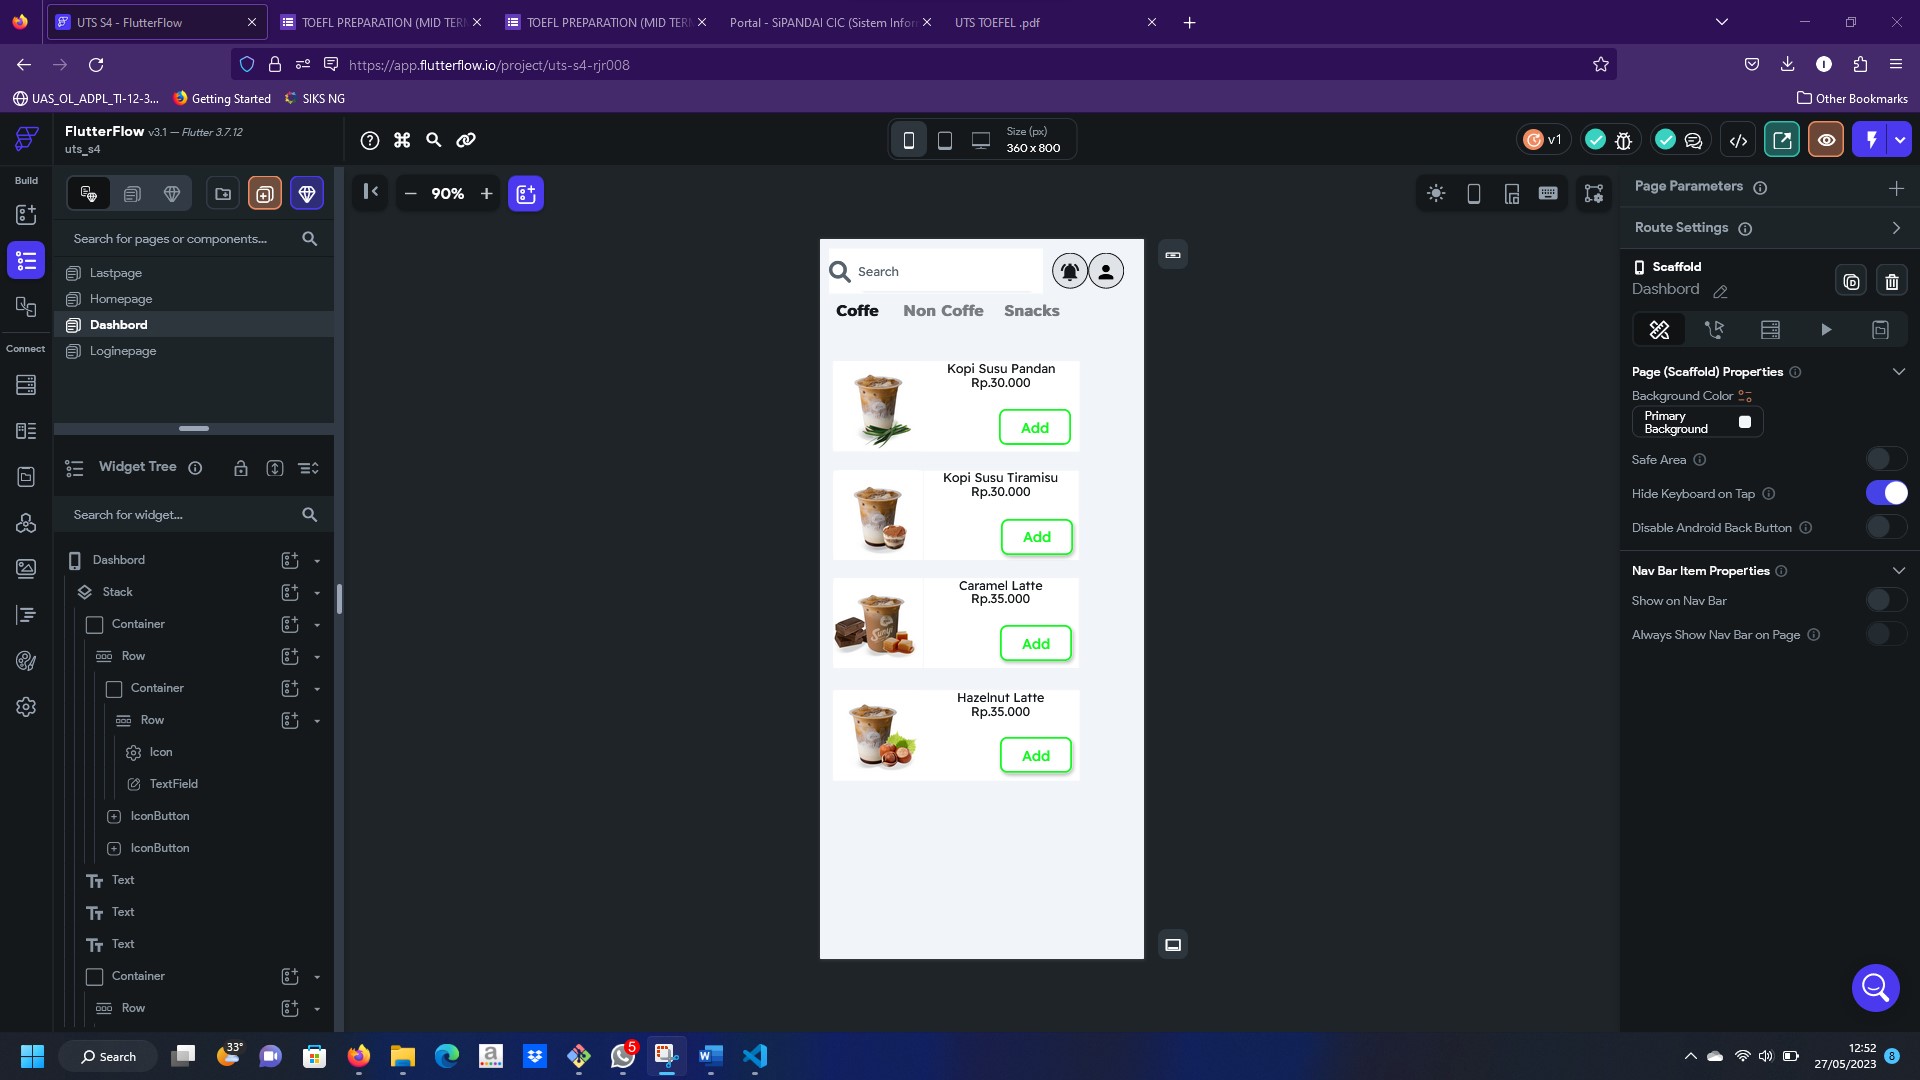 UTS S4 - FlutterFlow
TOEFL PREPARATION (MID TERM
TOEFL PREPARATION (MID TERM
Portal - SiPANDAI CIC (Sistem Infor
UTS TOEFEL .pdf
https://app.flutterflow.io/project/uts-s4-rjr008
UAS_OL_ADPL_TI-12-3...
Getting Started
SIKS NG
Other Bookmarks
FlutterFlow v3.1 — Flutter 3.7.12
uts_s4
Size (px)
360 x 800
v1
Build
90%
Page Parameters
Search for pages or components...
Route Settings
Lastpage
Homepage
Dashbord
Loginepage
Connect
Scaffold
Dashbord
Search
Coffe
Non Coffe
Snacks
Kopi Susu Pandan
Rp.30.000
Add
Kopi Susu Tiramisu
Rp.30.000
Add
Caramel Latte
Rp.35.000
Add
Hazelnut Latte
Rp.35.000
Add
Page (Scaffold) Properties
Background Color
Primary
Background
Safe Area
Hide Keyboard on Tap
Disable Android Back Button
Nav Bar Item Properties
Show on Nav Bar
Always Show Nav Bar on Page
Widget Tree
Search for widget...
Dashbord
Stack
Container
Row
Container
Row
Icon
TextField
IconButton
IconButton
Text
Text
Text
Container
Row
Search
33°
5
12:52
27/05/2023
8